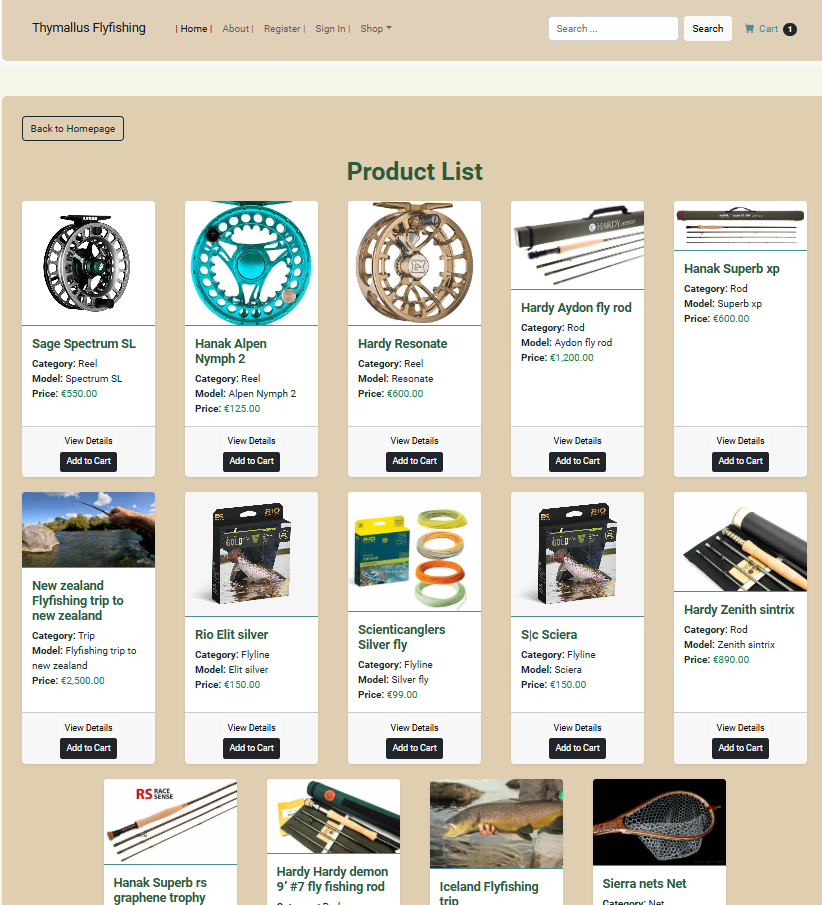 Thymallus Flyfishing | Home | About | Register | Sign In | Shop Search ... Search Cart 1
Back to Homepage
Product List
Sage Spectrum SL
Category: Reel
Model: Spectrum SL
Price: €550.00
View Details
Add to Cart
Hanak Alpen
Nymph 2
Category: Reel
Model: Alpen Nymph 2
Price: €125.00
View Details
Add to Cart
Hardy Resonate
Category: Reel
Model: Resonate
Price: €600.00
View Details
Add to Cart
HARDY
Hardy Aydon fly rod
Category: Rod
Model: Aydon fly rod
Price: €1,200.00
View Details
Add to Cart
Hanak Superb xp
Category: Rod
Model: Superb xp
Price: €600.00
View Details
Add to Cart
New zealand
Flyfishing trip to
new zealand
Category: Trip
Model: Flyfishing trip to
new zealand
Price: €2,500.00
View Details
Add to Cart
RIO
GOLD
Rio Elit silver
Category: Flyline
Model: Elit silver
Price: €150.00
View Details
Add to Cart
RIO
Scienticanglers
Silver fly
Category: Flyline
Model: Silver fly
Price: €99.00
View Details
Add to Cart
RIO
GOLD
S|c Sciera
Category: Flyline
Model: Sciera
Price: €150.00
View Details
Add to Cart
Hardy Zenith sintrix
Category: Rod
Model: Zenith sintrix
Price: €890.00
View Details
Add to Cart
RS RACE
SENSE
Hanak Superb rs
graphene trophy
Hardy Hardy demon
9’ #7 fly fishing rod
Iceland Flyfishing
trip
Sierra nets Net
Category: Net